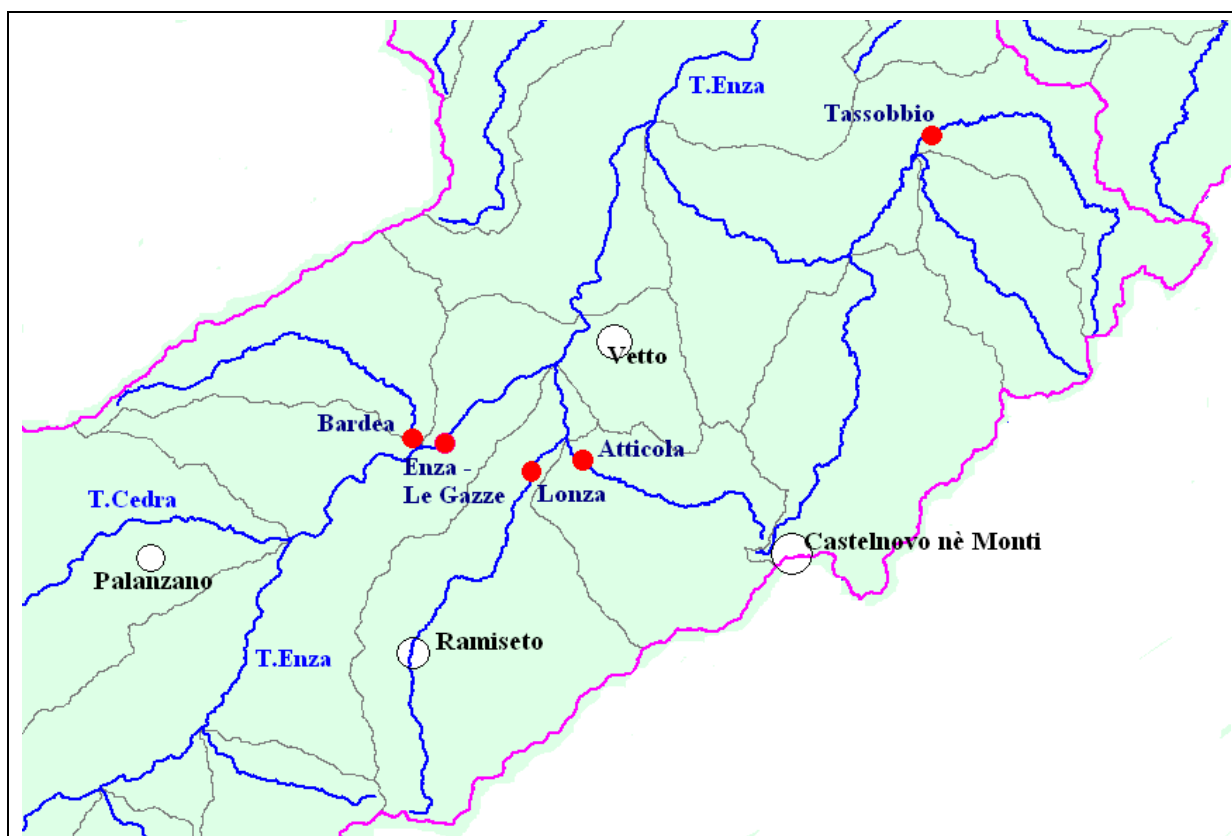 T.Enza
Tassobbio
Vetto
Bardea
Atticola
Enza -
Le Gazze
Lonza
T.Cedra
Castelnovo nè Monti
Palanzano
Ramiseto
T.Enza